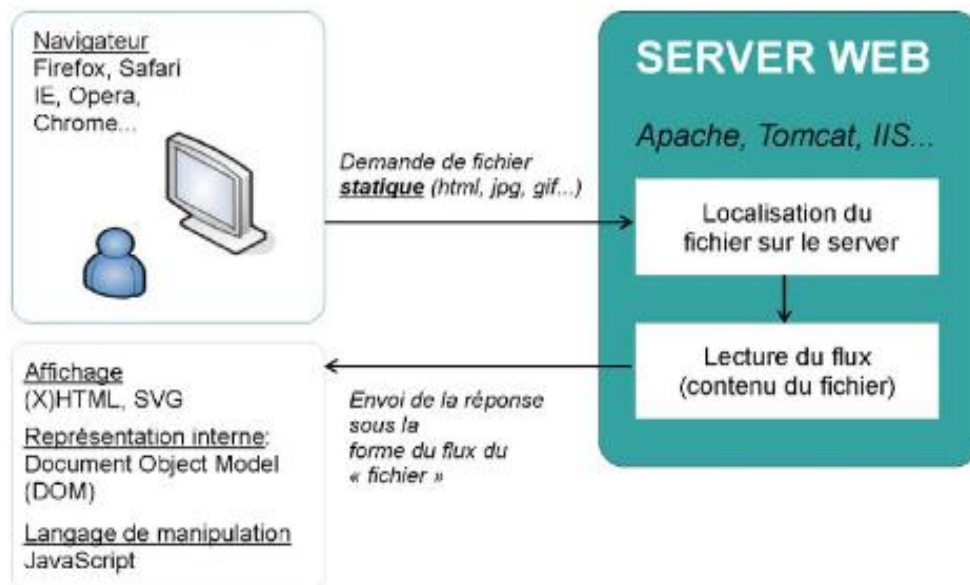 Navigateur
Firefox, Safari
IE, Opera,
Chrome...
Demande de fichier
statique (html, jpg, gif...)
SERVER WEB
Apache, Tomcat, IIS...
Localisation du
fichier sur le server
Lecture du flux
(contenu du fichier)
Envoi de la réponse
sous la
forme du flux du
« fichier »
Affichage
(X)HTML, SVG
Représentation interne:
Document Object Model
(DOM)
Langage de manipulation
JavaScript